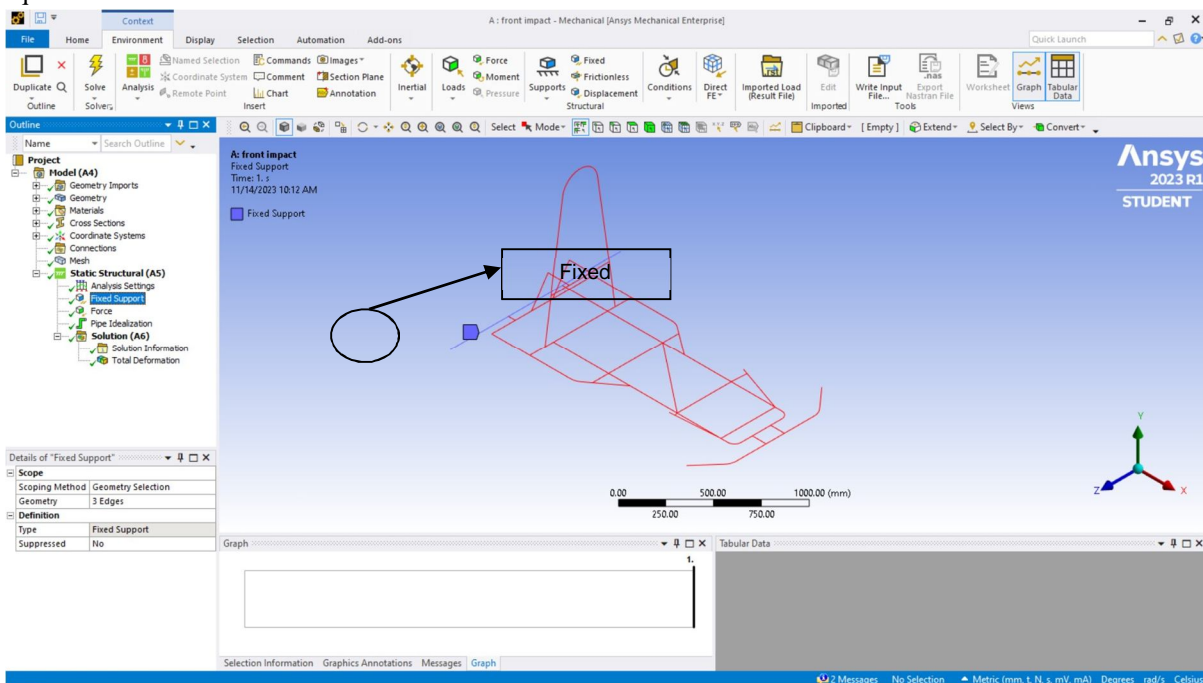 Context
A : front impact - Mechanical [Ansys Mechanical Enterprise]
File Home Environment Display Selection Automation Add-ons
Quick Launch
Duplicate Q
Outline
Solve
Solvers
Analysis
Named Selection
Coordinate System
Remote Point
Commands
Comment
Chart
Images
Section Plane
Annotation
Insert
Inertial
Loads
Force
Moment
Pressure
Supports
Fixed
Frictionless
Displacement
Structural
Conditions
Direct FE
Imported Load (Result File)
Edit
Imported
Write Input File...
.nas
Export Nastran File
Tools
Worksheet
Graph
Tabular Data
Views
Outline
Name Search Outline
Select Mode Clipboard [ Empty ] Extend Select By Convert
Project
Model (A4)
Geometry Imports
Geometry
Materials
Cross Sections
Coordinate Systems
Connections
Mesh
Static Structural (A5)
Analysis Settings
Fixed Support
Force
Pipe Idealization
Solution (A6)
Solution Information
Total Deformation
A: front impact
Fixed Support
Time: 1. s
11/14/2023 10:12 AM
Fixed Support
Ansys
2023 R1
STUDENT
Fixed
Y
Z X
0.00 500.00 1000.00 (mm)
250.00 750.00
Details of "Fixed Support"
Scope
Scoping Method Geometry Selection
Geometry 3 Edges
Definition
Type Fixed Support
Suppressed No
Graph
1.
Tabular Data
Selection Information Graphics Annotations Messages Graph
2 Messages No Selection Metric (mm, t, N, s, mV, mA) Degrees rad/s Celsius